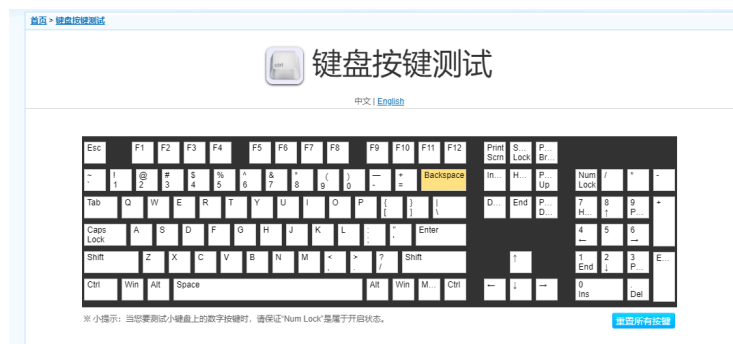 首页 > 键盘按键测试
键盘按键测试
中文 | English
Esc F1 F2 F3 F4 F5 F6 F7 F8 F9 F10 F11 F12 Print Scrn S... Lock P... Br...
~ ` ! 1 @ 2 # 3 $ 4 % 5 ^ 6 & 7 * 8 ( 9 ) 0 — - + = Backspace In... H... P... Up Num Lock / * -
Tab Q W E R T Y U I O P { [ } ] | \ D... End P... D... 7 H... 8 ↑ 9 P... +
Caps Lock A S D F G H J K L : ; " ' Enter 4 ← 5 6 →
Shift Z X C V B N M < , > . ? / Shift ↑ 1 End 2 ↓ 3 P... E...
Ctrl Win Alt Space Alt Win M... Ctrl ← ↓ → 0 Ins . Del
※ 小提示：当您要测试小键盘上的数字按键时，请保证"Num Lock"是属于开启状态。
重置所有按键